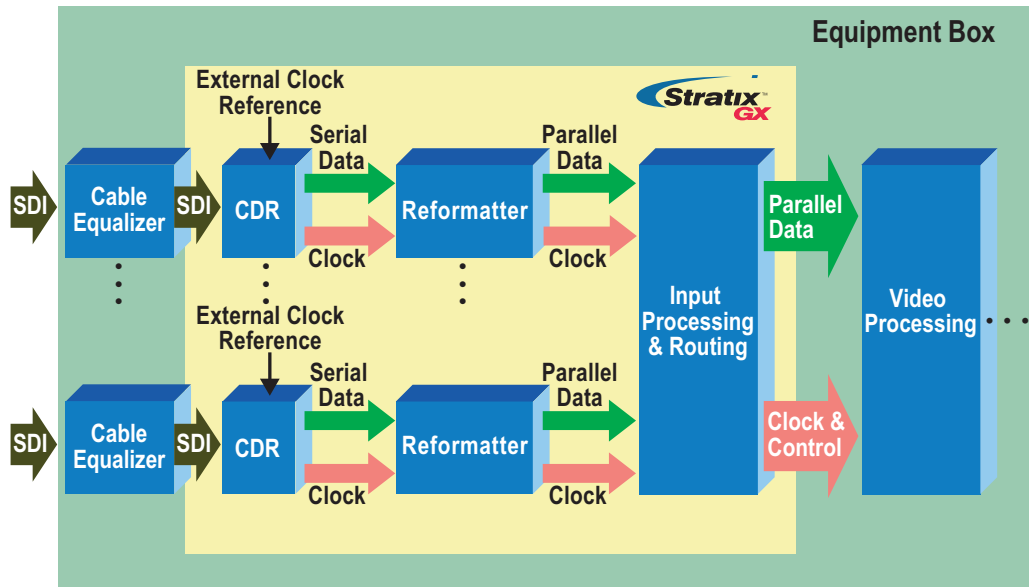 Equipment Box
Stratix™
GX
External Clock
Reference
Serial
Data
Parallel
Data
SDI
Cable
Equalizer
SDI
CDR
Reformatter
Clock
Clock
Parallel
Data
Input
Processing
& Routing
Video
Processing
External Clock
Reference
Serial
Data
Parallel
Data
SDI
Cable
Equalizer
SDI
CDR
Reformatter
Clock
Clock
Clock &
Control